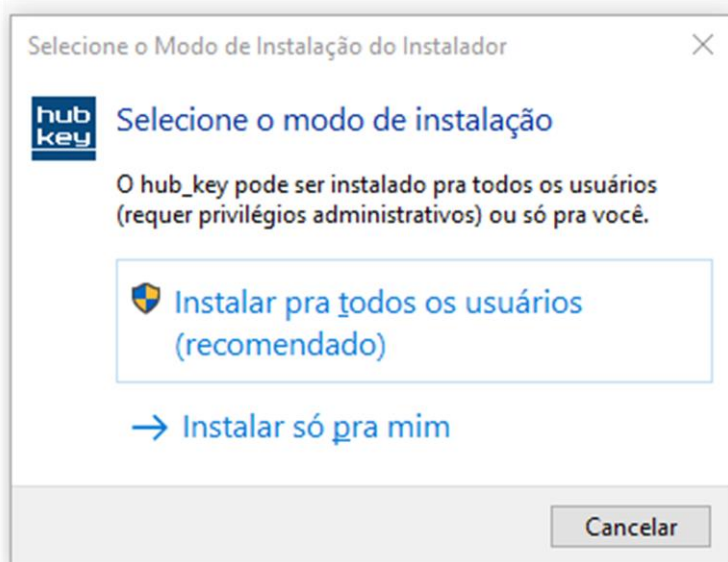 Selecione o Modo de Instalação do Instalador
hub
key
Selecione o modo de instalação
O hub_key pode ser instalado pra todos os usuários
(requer privilégios administrativos) ou só pra você.
Instalar pra todos os usuários
(recomendado)
Instalar só pra mim
Cancelar